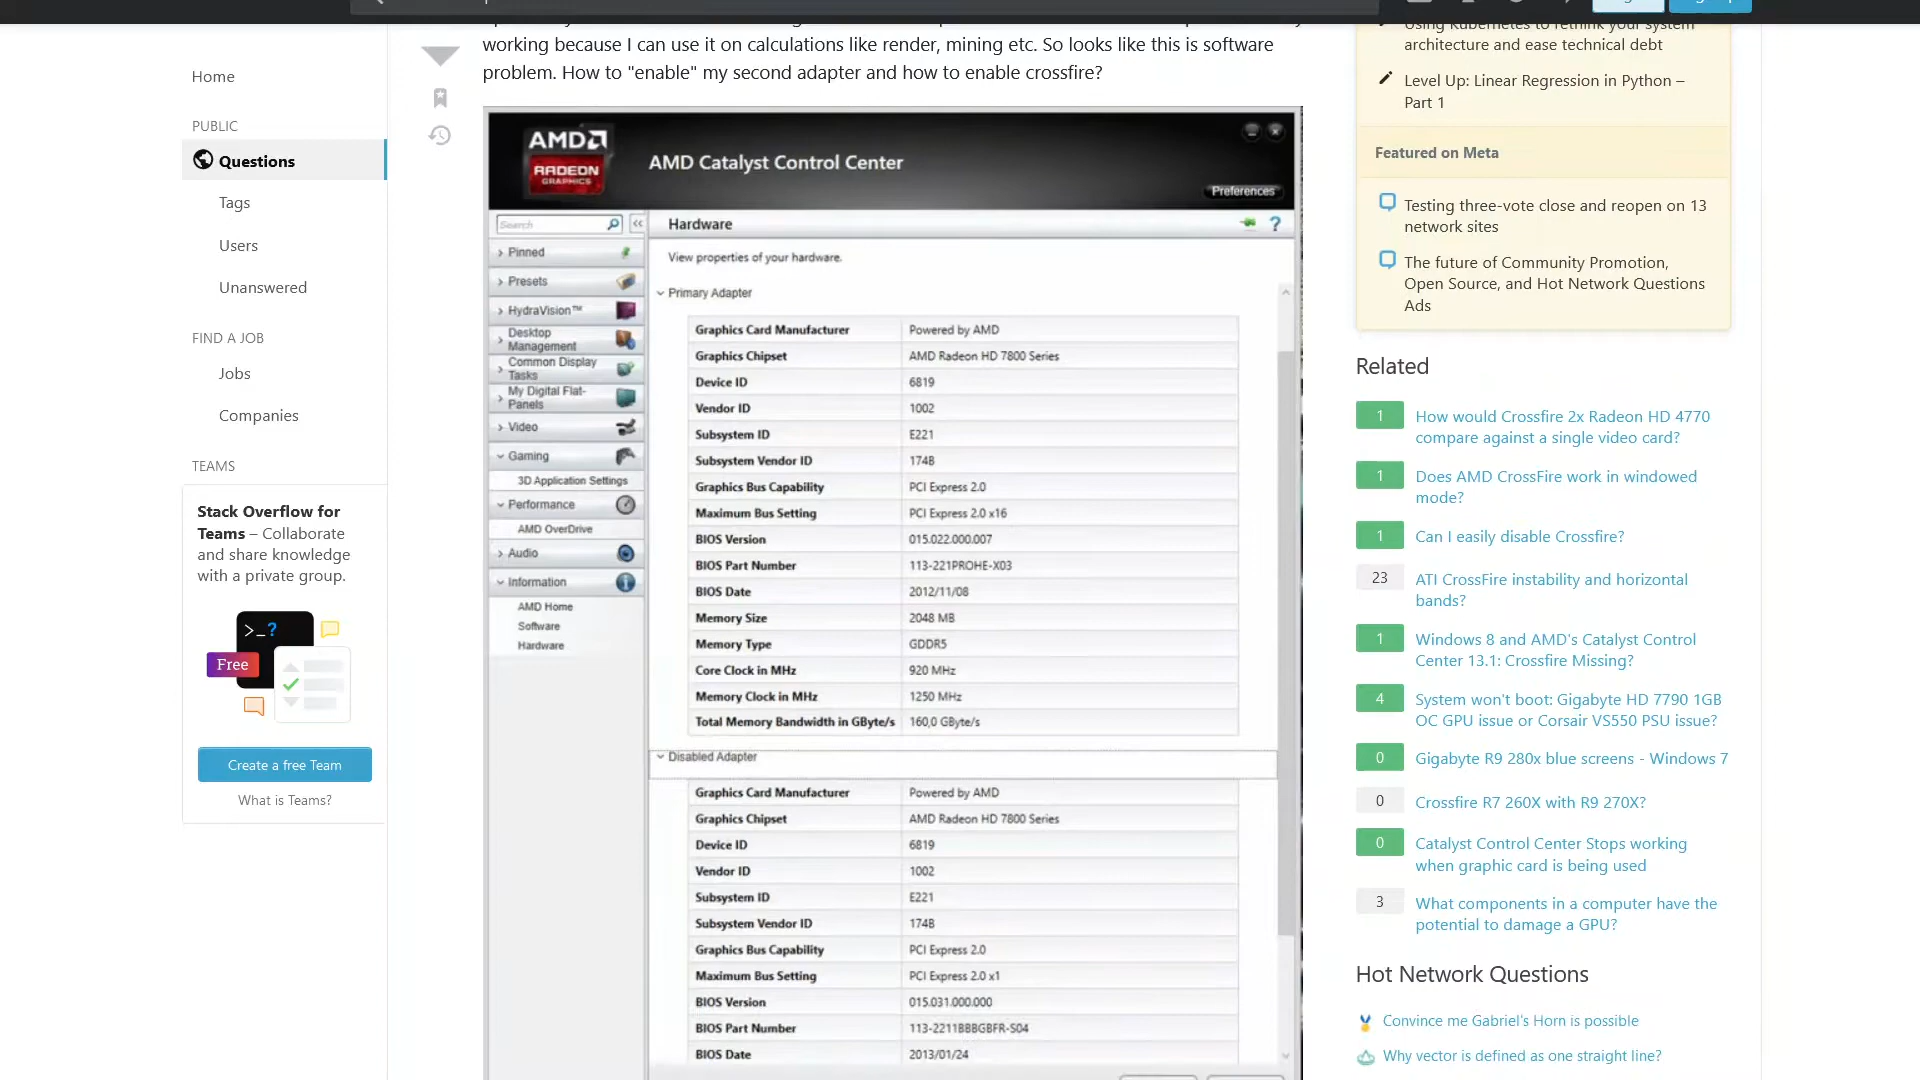 working because I can use it on calculations like render, mining etc. So looks like this is software
problem. How to "enable" my second adapter and how to enable crossfire?
Home
PUBLIC
Questions
Tags
Users
Unanswered
FIND A JOB
Jobs
Companies
TEAMS
Stack Overflow for
Teams – Collaborate
and share knowledge
with a private group.
>_?
Free
Create a free Team
What is Teams?
AMD
RADEON
GRAPHICS
AMD Catalyst Control Center
Preferences
Search
Pinned
Presets
HydraVision™
Desktop
Management
Common Display
Tasks
My Digital Flat-
Panels
Video
Gaming
3D Application Settings
Performance
AMD OverDrive
Audio
Information
AMD Home
Software
Hardware
Hardware
View properties of your hardware.
Primary Adapter
Graphics Card Manufacturer Powered by AMD
Graphics Chipset AMD Radeon HD 7800 Series
Device ID 6819
Vendor ID 1002
Subsystem ID E221
Subsystem Vendor ID 174B
Graphics Bus Capability PCI Express 2.0
Maximum Bus Setting PCI Express 2.0 x16
BIOS Version 015.022.000.007
BIOS Part Number 113-221PROHE-X03
BIOS Date 2012/11/08
Memory Size 2048 MB
Memory Type GDDR5
Core Clock in MHz 920 MHz
Memory Clock in MHz 1250 MHz
Total Memory Bandwidth in GByte/s 160,0 GByte/s
Disabled Adapter
Graphics Card Manufacturer Powered by AMD
Graphics Chipset AMD Radeon HD 7800 Series
Device ID 6819
Vendor ID 1002
Subsystem ID E221
Subsystem Vendor ID 174B
Graphics Bus Capability PCI Express 2.0
Maximum Bus Setting PCI Express 2.0 x1
BIOS Version 015.031.000.000
BIOS Part Number 113-2211BBBGBFR-S04
BIOS Date 2013/01/24
Using Kubernetes to rethink your system
architecture and ease technical debt
Level Up: Linear Regression in Python –
Part 1
Featured on Meta
Testing three-vote close and reopen on 13
network sites
The future of Community Promotion,
Open Source, and Hot Network Questions
Ads
Related
1 How would Crossfire 2x Radeon HD 4770
compare against a single video card?
1 Does AMD CrossFire work in windowed
mode?
1 Can I easily disable Crossfire?
23 ATI CrossFire instability and horizontal
bands?
1 Windows 8 and AMD's Catalyst Control
Center 13.1: Crossfire Missing?
4 System won't boot: Gigabyte HD 7790 1GB
OC GPU issue or Corsair VS550 PSU issue?
0 Gigabyte R9 280x blue screens - Windows 7
0 Crossfire R7 260X with R9 270X?
0 Catalyst Control Center Stops working
when graphic card is being used
3 What components in a computer have the
potential to damage a GPU?
Hot Network Questions
Convince me Gabriel's Horn is possible
Why vector is defined as one straight line?